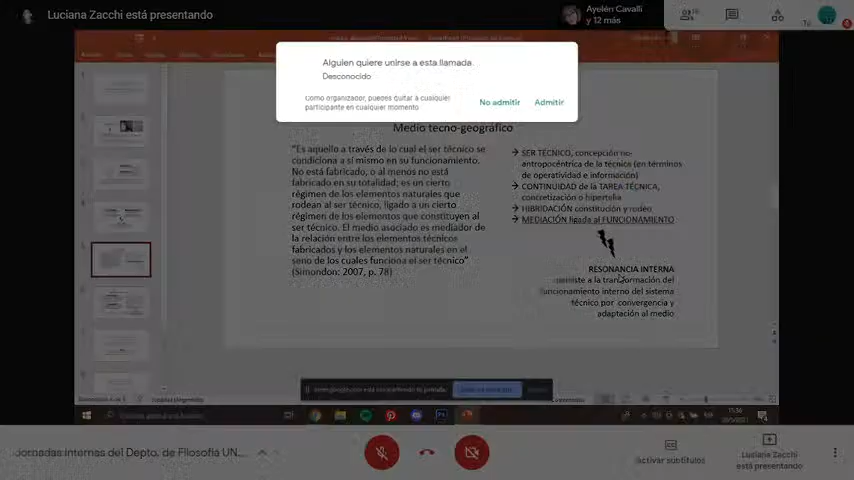 Luciana Zacchi está presentando
Ayelén Cavalli
y 12 más
Tú
Alguien quiere unirse a esta llamada
Desconocido
Como organizador, puedes quitar a cualquier
participante en cualquier momento
No admitir
Admitir
Medio tecno-geográfico
"Es aquello a través de lo cual el ser técnico se
condiciona a sí mismo en su funcionamiento.
No está fabricado, o al menos no está
fabricado en su totalidad; es un cierto
régimen de los elementos naturales que
rodean al ser técnico, ligado a un cierto
régimen de los elementos que constituyen al
ser técnico. El medio asociado es mediador de
la relación entre los elementos técnicos
fabricados y los elementos naturales en el
seno de los cuales funciona el ser técnico"
(Simondon: 2007, p. 78)
→ SER TÉCNICO, concepción no-
antropocéntrica de la técnica (en términos
de operatividad e información)
→ CONTINUIDAD de la TAREA TÉCNICA,
concretización o hipertelia
→ HIBRIDACIÓN constitución y rodeo
→ MEDIACIÓN ligada al FUNCIONAMIENTO
RESONANCIA INTERNA
a la transformación del
funcionamiento interno del sistema
técnico por convergencia y
adaptación al medio
15:36
Jornadas Internas del Depto. de Filosofía UN...
Activar subtítulos
Luciana Zacchi
está presentando